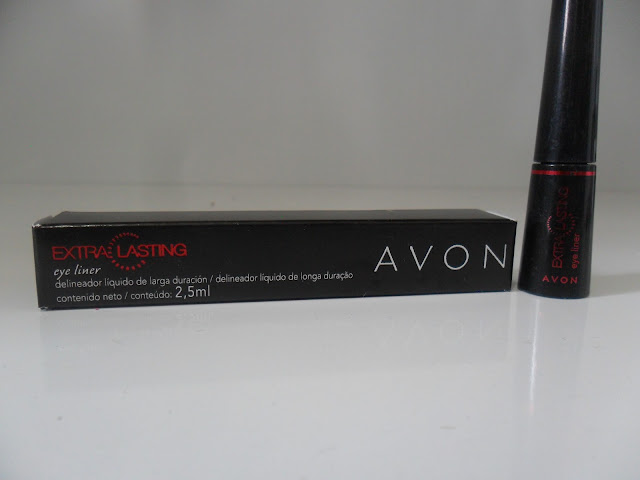 EXTRA LASTING
eye liner
delineador líquido de larga duración / delineador líquido de longa duração
contenido neto / conteúdo: 2,5ml
AVON
EXTRA LASTING
eye liner
AVON